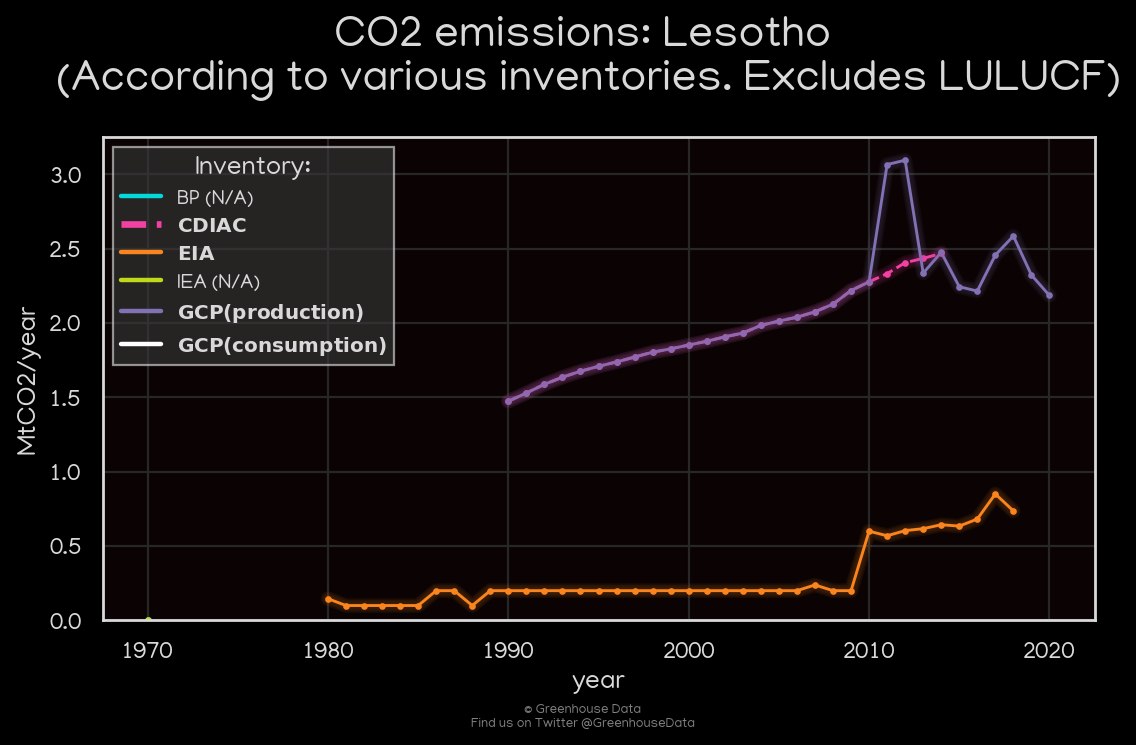 CO2 emissions: Lesotho
(According to various inventories. Excludes LULUCF)
Inventory:
BP (N/A)
CDIAC
EIA
IEA (N/A)
GCP(production)
GCP(consumption)
MtCO2/year
3.0
2.5
2.0
1.5
1.0
0.5
0.0
1970
1980
1990
2000
2010
2020
year
© Greenhouse Data
Find us on Twitter @GreenhouseData